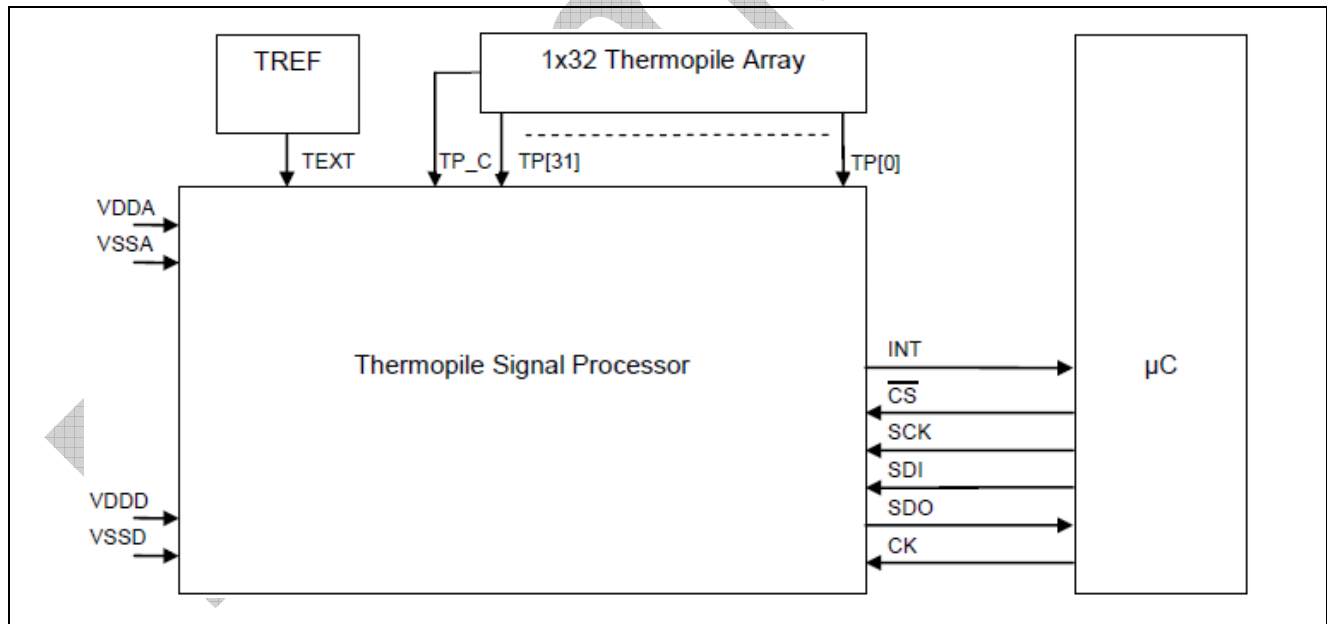 TREF
1x32 Thermopile Array
TEXT
TP_C
TP[31]
TP[0]
VDDA
VSSA
Thermopile Signal Processor
INT
µC
CS
SCK
SDI
VDDD
SDO
VSSD
CK